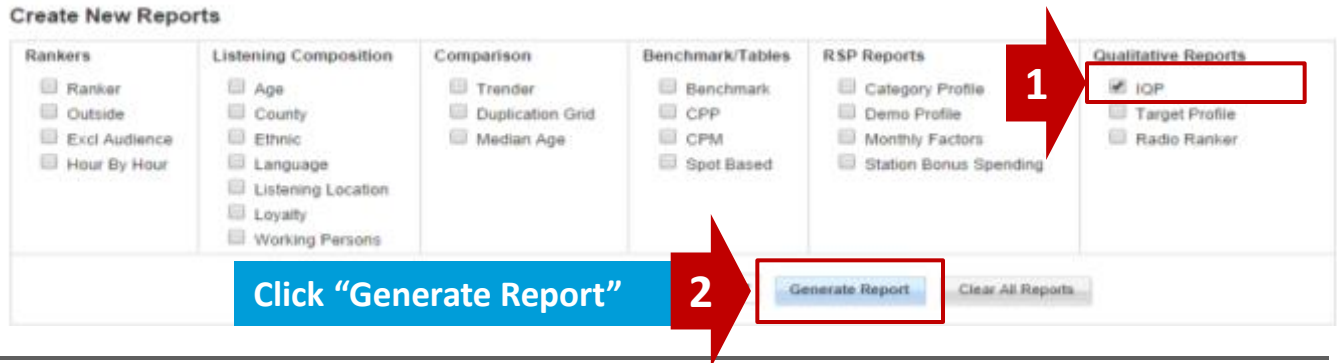 Create New Reports
Rankers
Ranker
Outside
Excl Audience
Hour By Hour
Listening Composition
Age
County
Ethnic
Language
Listening Location
Loyalty
Working Persons
Comparison
Trender
Duplication Grid
Median Age
Benchmark/Tables
Benchmark
CPP
CPM
Spot Based
RSP Reports
Category Profile
Demo Profile
Monthly Factors
Station Bonus Spending
1
Qualitative Reports
IQP
Target Profile
Radio Ranker
Click “Generate Report”
2
Generate Report
Clear All Reports